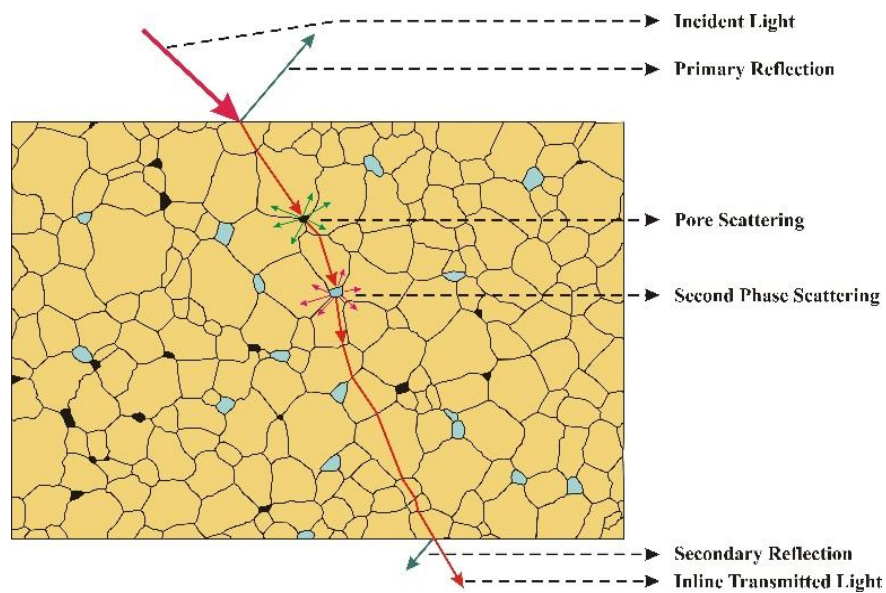 Incident Light
Primary Reflection
Pore Scattering
Second Phase Scattering
Secondary Reflection
Inline Transmitted Light